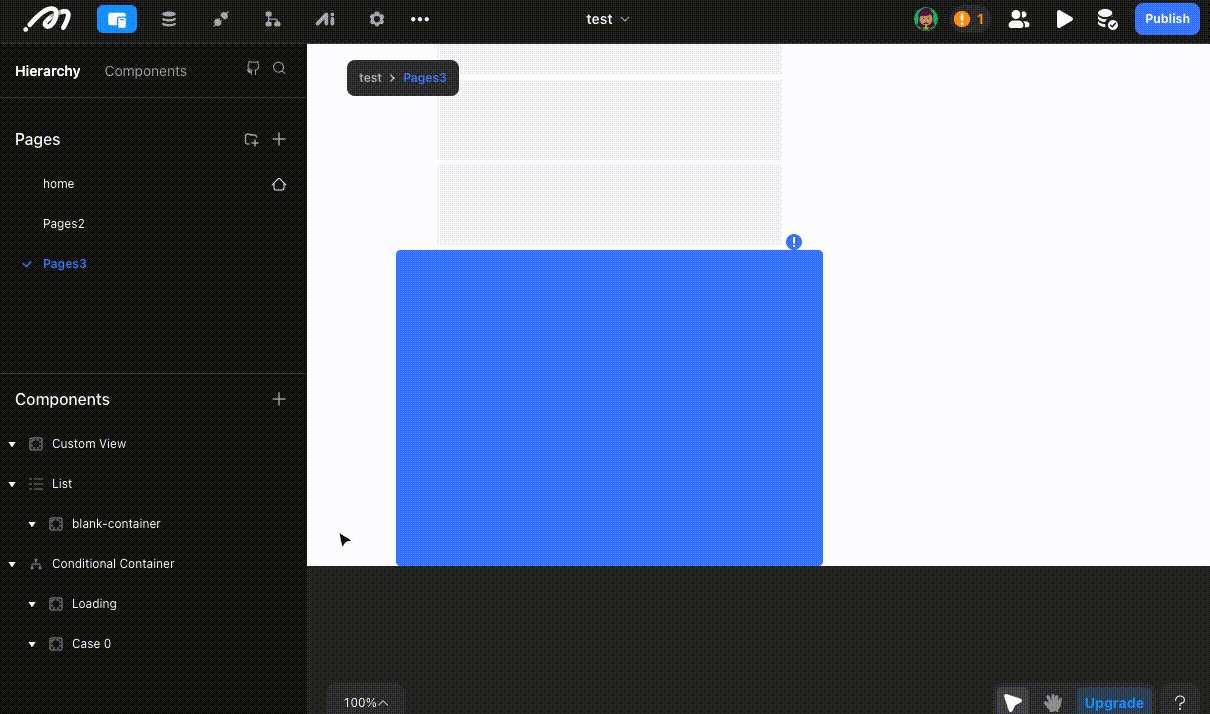 test
! 1
Publish
Hierarchy Components
test > Pages3
Pages
home
Pages2
Pages3
!
Components
Custom View
List
blank-container
Conditional Container
Loading
Case 0
100%
Upgrade
?